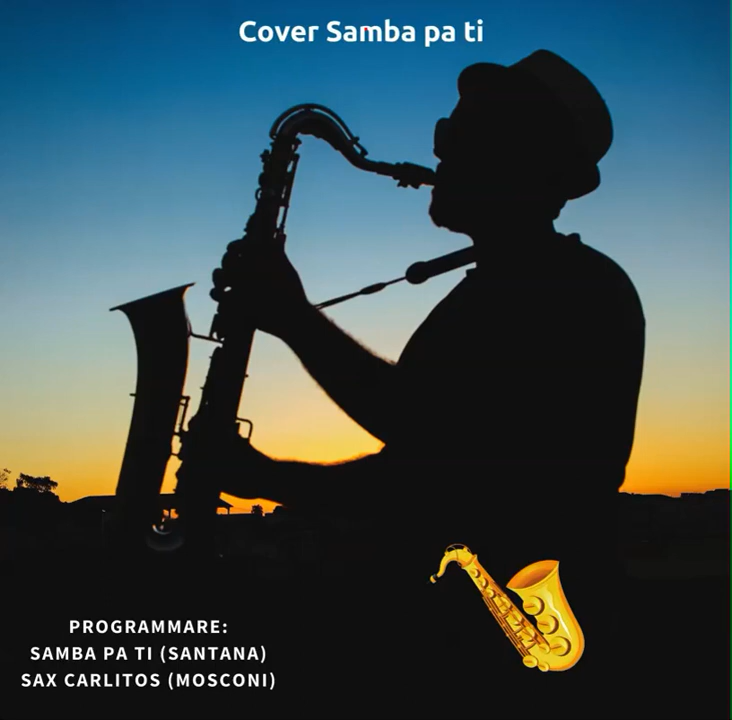 Cover Samba pa ti
PROGRAMMARE:
SAMBA PA TI (SANTANA)
SAX CARLITOS (MOSCONI)